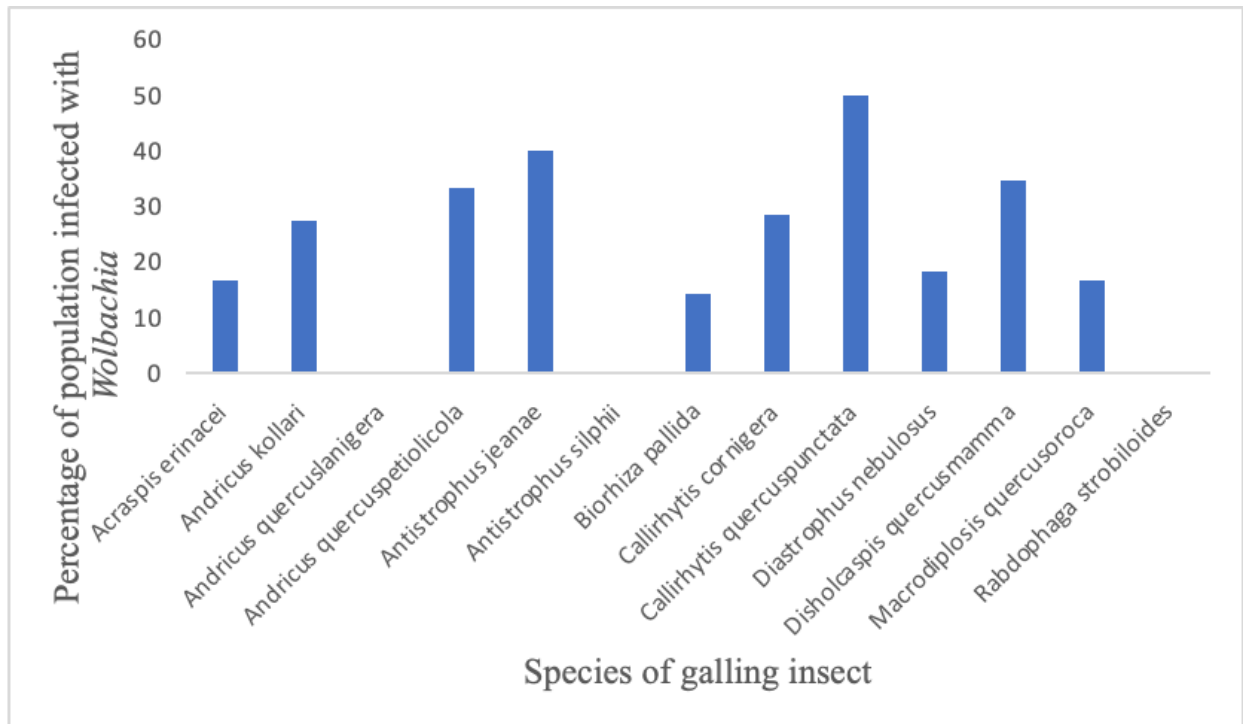 Percentage of population infected with
Wolbachia
60
50
40
30
20
10
0
Acraspis erinacei
Andricus kollari
Andricus quercuslanigera
Andricus quercuspetiolicola
Antistrophus jeanae
Antistrophus silphii
Biorhiza pallida
Callirhytis cornigera
Callirhytis quercuspunctata
Diastrophus nebulosus
Disholcaspis quercusmamma
Macrodiplosis quercusoroca
Rabdophaga strobiloides
Species of galling insect